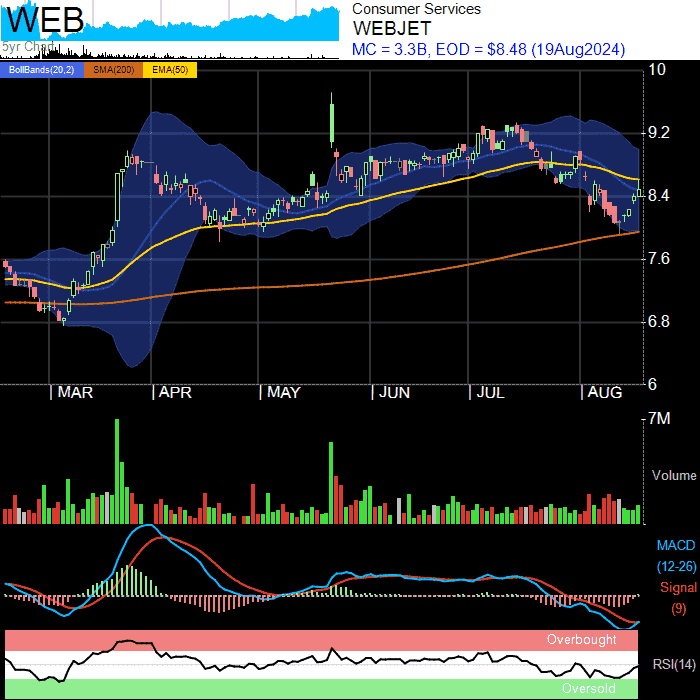 WEB
5yr Chart
Consumer Services
WEBJET
MC = 3.3B, EOD = $8.48 (19Aug2024)
BollBands(20,2) SMA(200) EMA(50)
10
9.2
8.4
7.6
6.8
6
MAR APR MAY JUN JUL AUG
7M
Volume
MACD
(12-26)
Signal
(9)
Overbought
RSI(14)
Oversold